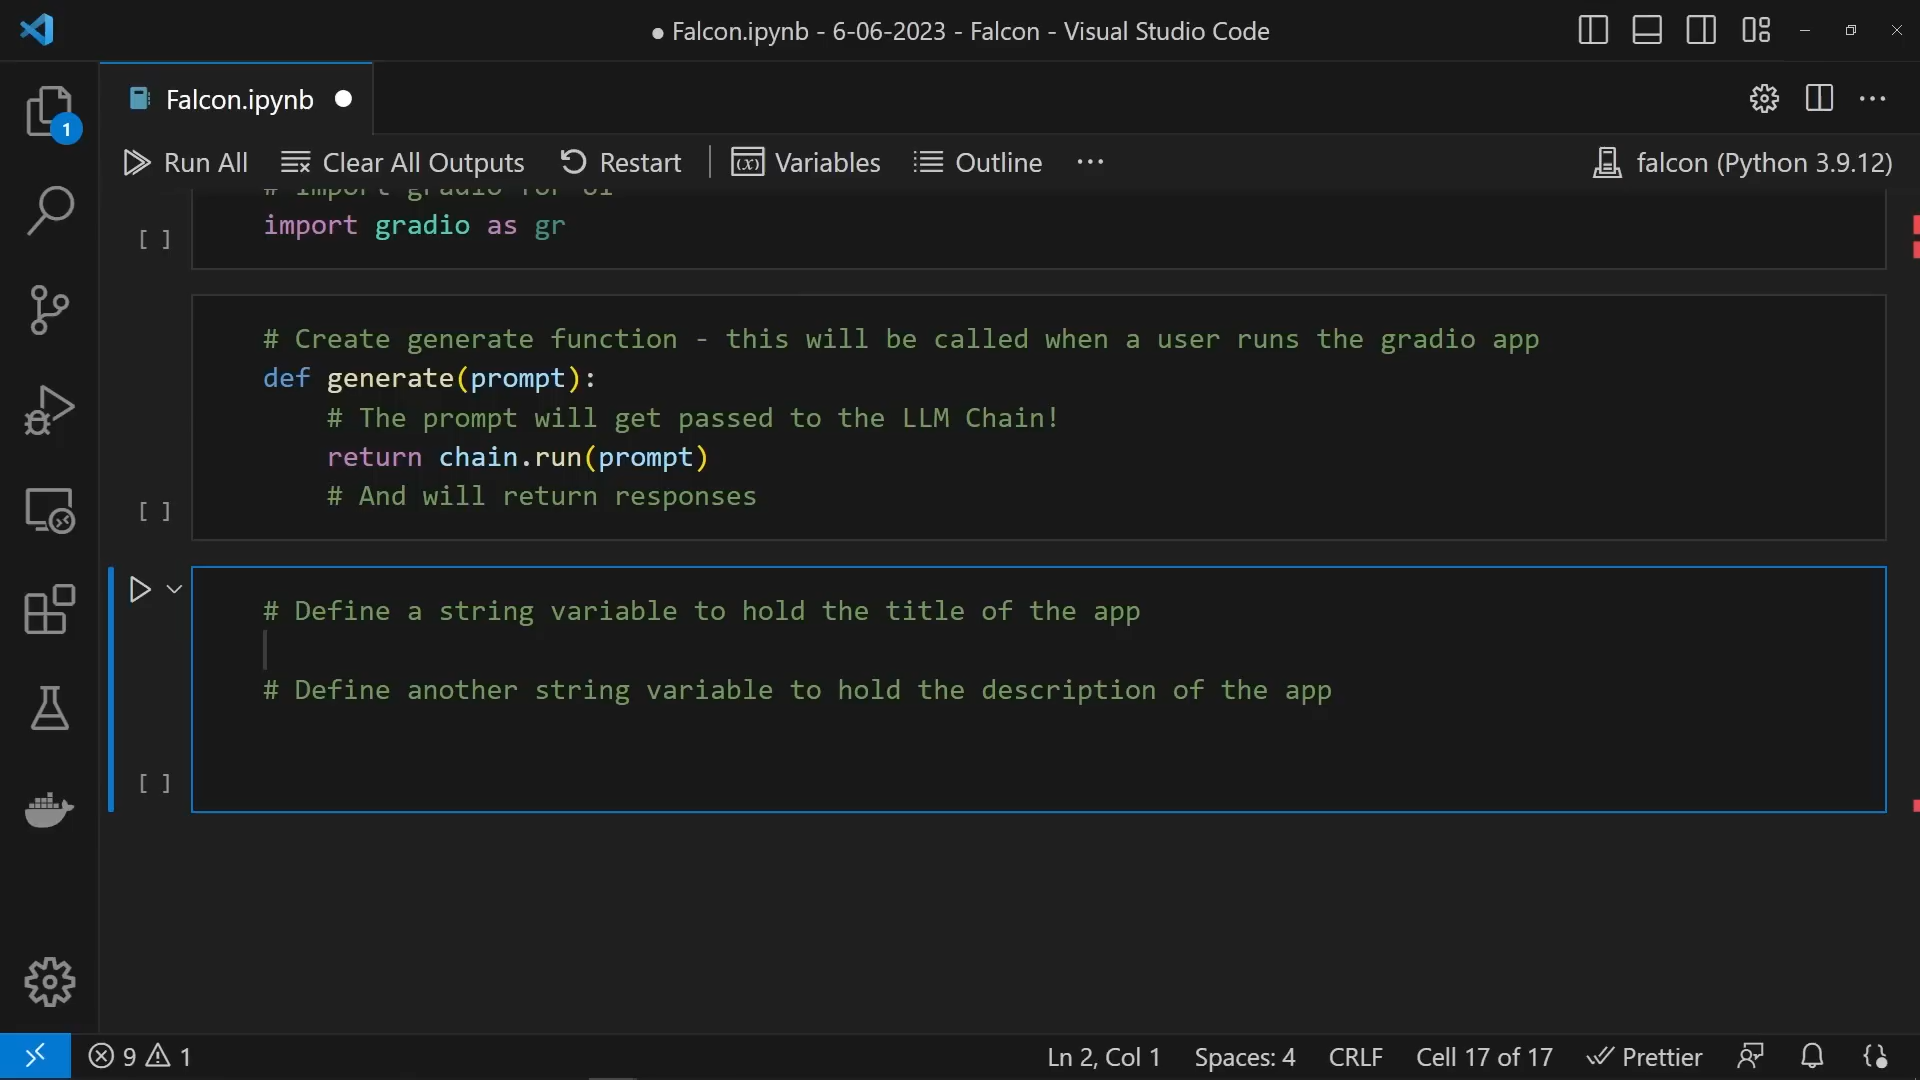 ● Falcon.ipynb - 6-06-2023 - Falcon - Visual Studio Code
Falcon.ipynb
Run All
Clear All Outputs
Restart
Variables
Outline
falcon (Python 3.9.12)
# Import gradio for UI
import gradio as gr
[ ]
# Create generate function - this will be called when a user runs the gradio app
def generate(prompt):
# The prompt will get passed to the LLM Chain!
return chain.run(prompt)
# And will return responses
[ ]
# Define a string variable to hold the title of the app
# Define another string variable to hold the description of the app
[ ]
1
9
1
Ln 2, Col 1
Spaces: 4
CRLF
Cell 17 of 17
Prettier